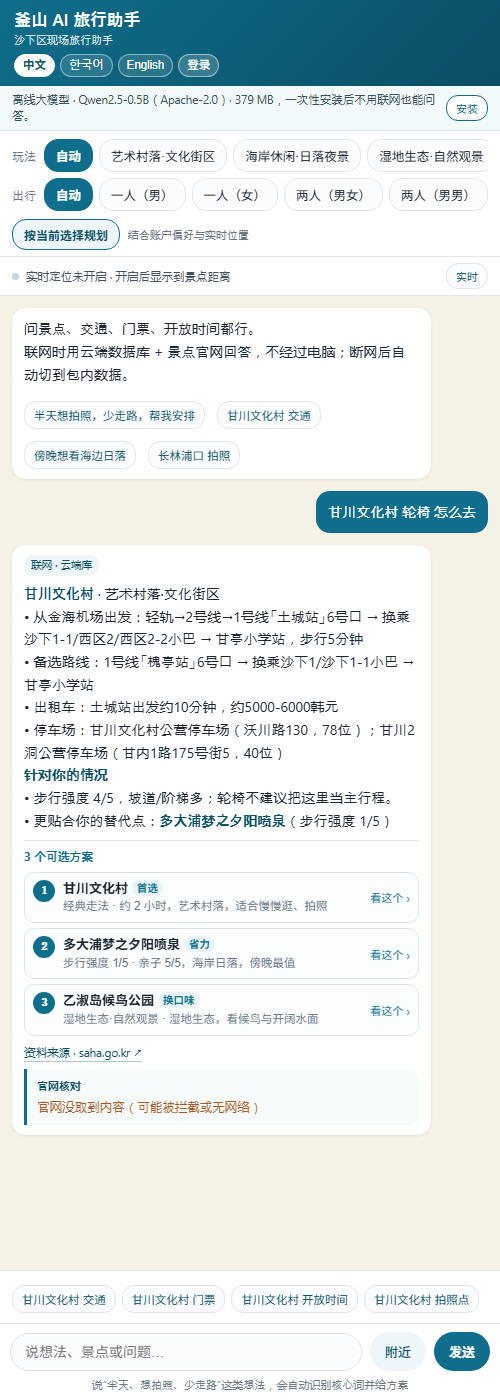 釜山 AI 旅行助手
沙下区现场旅行助手
中文 한국어 English 登录
离线大模型 · Qwen2.5-0.5B（Apache-2.0）· 379 MB，一次性安装后不用联网也能问
答。
安装
玩法 自动 艺术村落·文化街区 海岸休闲·日落夜景 湿地生态·自然观景
出行 自动 一人（男） 一人（女） 两人（男女） 两人（男男）
按当前选择规划 结合账户偏好与实时位置
实时定位未开启 · 开启后显示到景点距离 实时
问景点、交通、门票、开放时间都行。
联网时用云端数据库 + 景点官网回答，不经过电脑；断网后自
动切到包内数据。
半天想拍照，少走路，帮我安排 甘川文化村 交通
傍晚想看海边日落 长林浦口 拍照
甘川文化村 轮椅 怎么去
联网 · 云端库
甘川文化村 · 艺术村落·文化街区
• 从金海机场出发：轻轨→2号线→1号线「土城站」6号口 → 换乘
沙下1-1/西区2/西区2-2小巴 → 甘亭小学站，步行5分钟
• 备选路线：1号线「槐亭站」6号口 → 换乘沙下1/沙下1-1小巴 →
甘亭小学站
• 出租车：土城站出发约10分钟，约5000-6000韩元
• 停车场：甘川文化村公营停车场（沃川路130，78位）；甘川2
洞公营停车场（甘内1路175号街5，40位）
针对你的情况
• 步行强度 4/5，坡道/阶梯多；轮椅不建议把这里当主行程。
• 更贴合你的替代点：多大浦梦之夕阳喷泉（步行强度 1/5）
3 个可选方案
1 甘川文化村 首选
经典走法 · 约 2 小时，艺术村落，适合慢慢逛、拍照
看这个 ›
2 多大浦梦之夕阳喷泉 省力
步行强度 1/5 · 亲子 5/5，海岸日落，傍晚最值
看这个 ›
3 乙淑岛候鸟公园 换口味
湿地生态·自然观景 · 湿地生态，看候鸟与开阔水面
看这个 ›
资料来源 · saha.go.kr ↗
官网核对
官网没取到内容（可能被拦截或无网络）
甘川文化村 交通 甘川文化村 门票 甘川文化村 开放时间 甘川文化村 拍照点
说想法、景点或问题... 附近 发送
说“半天、想拍照、少走路”这类想法，会自动识别核心词并给方案